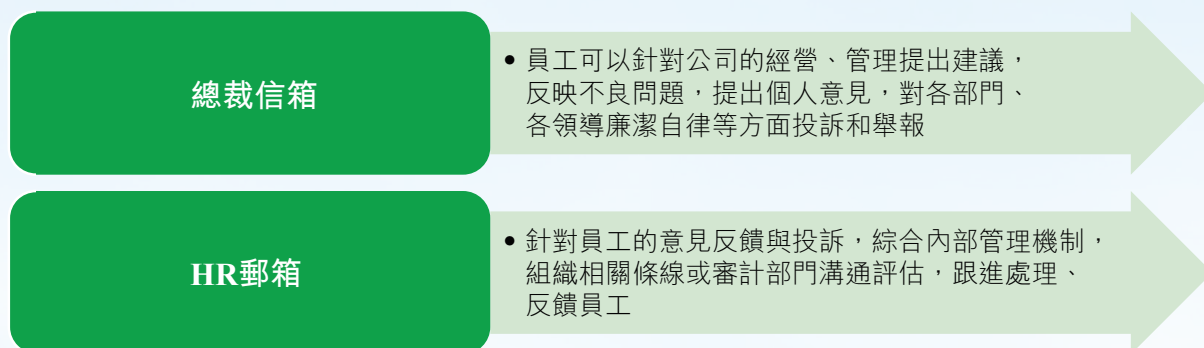 總裁信箱
• 員工可以針對公司的經營、管理提出建議，
反映不良問題，提出個人意見，對各部門、
各領導廉潔自律等方面投訴和舉報
HR郵箱
• 針對員工的意見反饋與投訴，綜合內部管理機制，
組織相關條線或審計部門溝通評估，跟進處理、
反饋員工